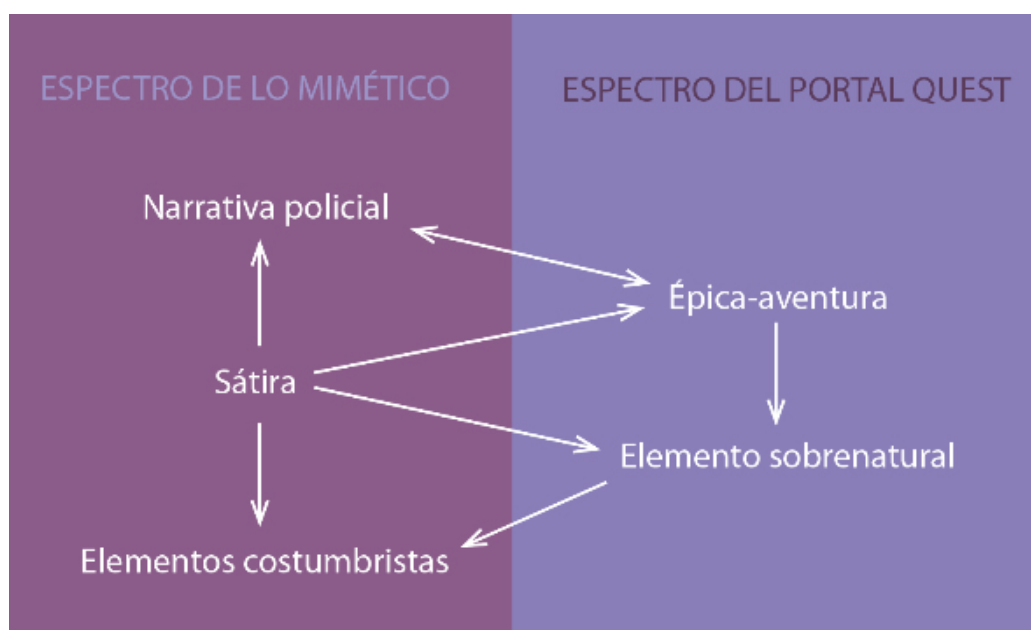 ESPECTRO DE LO MIMÉTICO
ESPECTRO DEL PORTAL QUEST
Narrativa policial
Épica-aventura
Sátira
Elemento sobrenatural
Elementos costumbristas